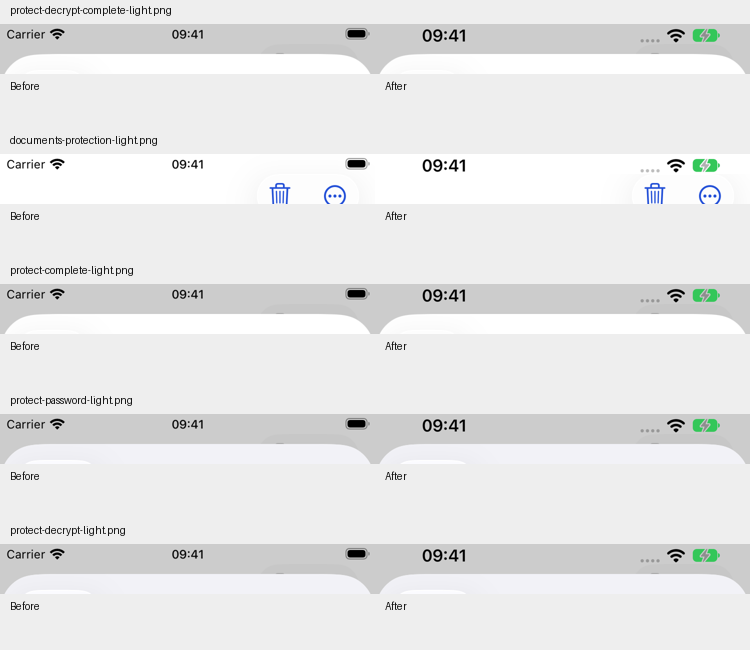 protect-decrypt-complete-light.png
Carrier 09:41 09:41
Before After
documents-protection-light.png
Carrier 09:41 09:41
Before After
protect-complete-light.png
Carrier 09:41 09:41
Before After
protect-password-light.png
Carrier 09:41 09:41
Before After
protect-decrypt-light.png
Carrier 09:41 09:41
Before After